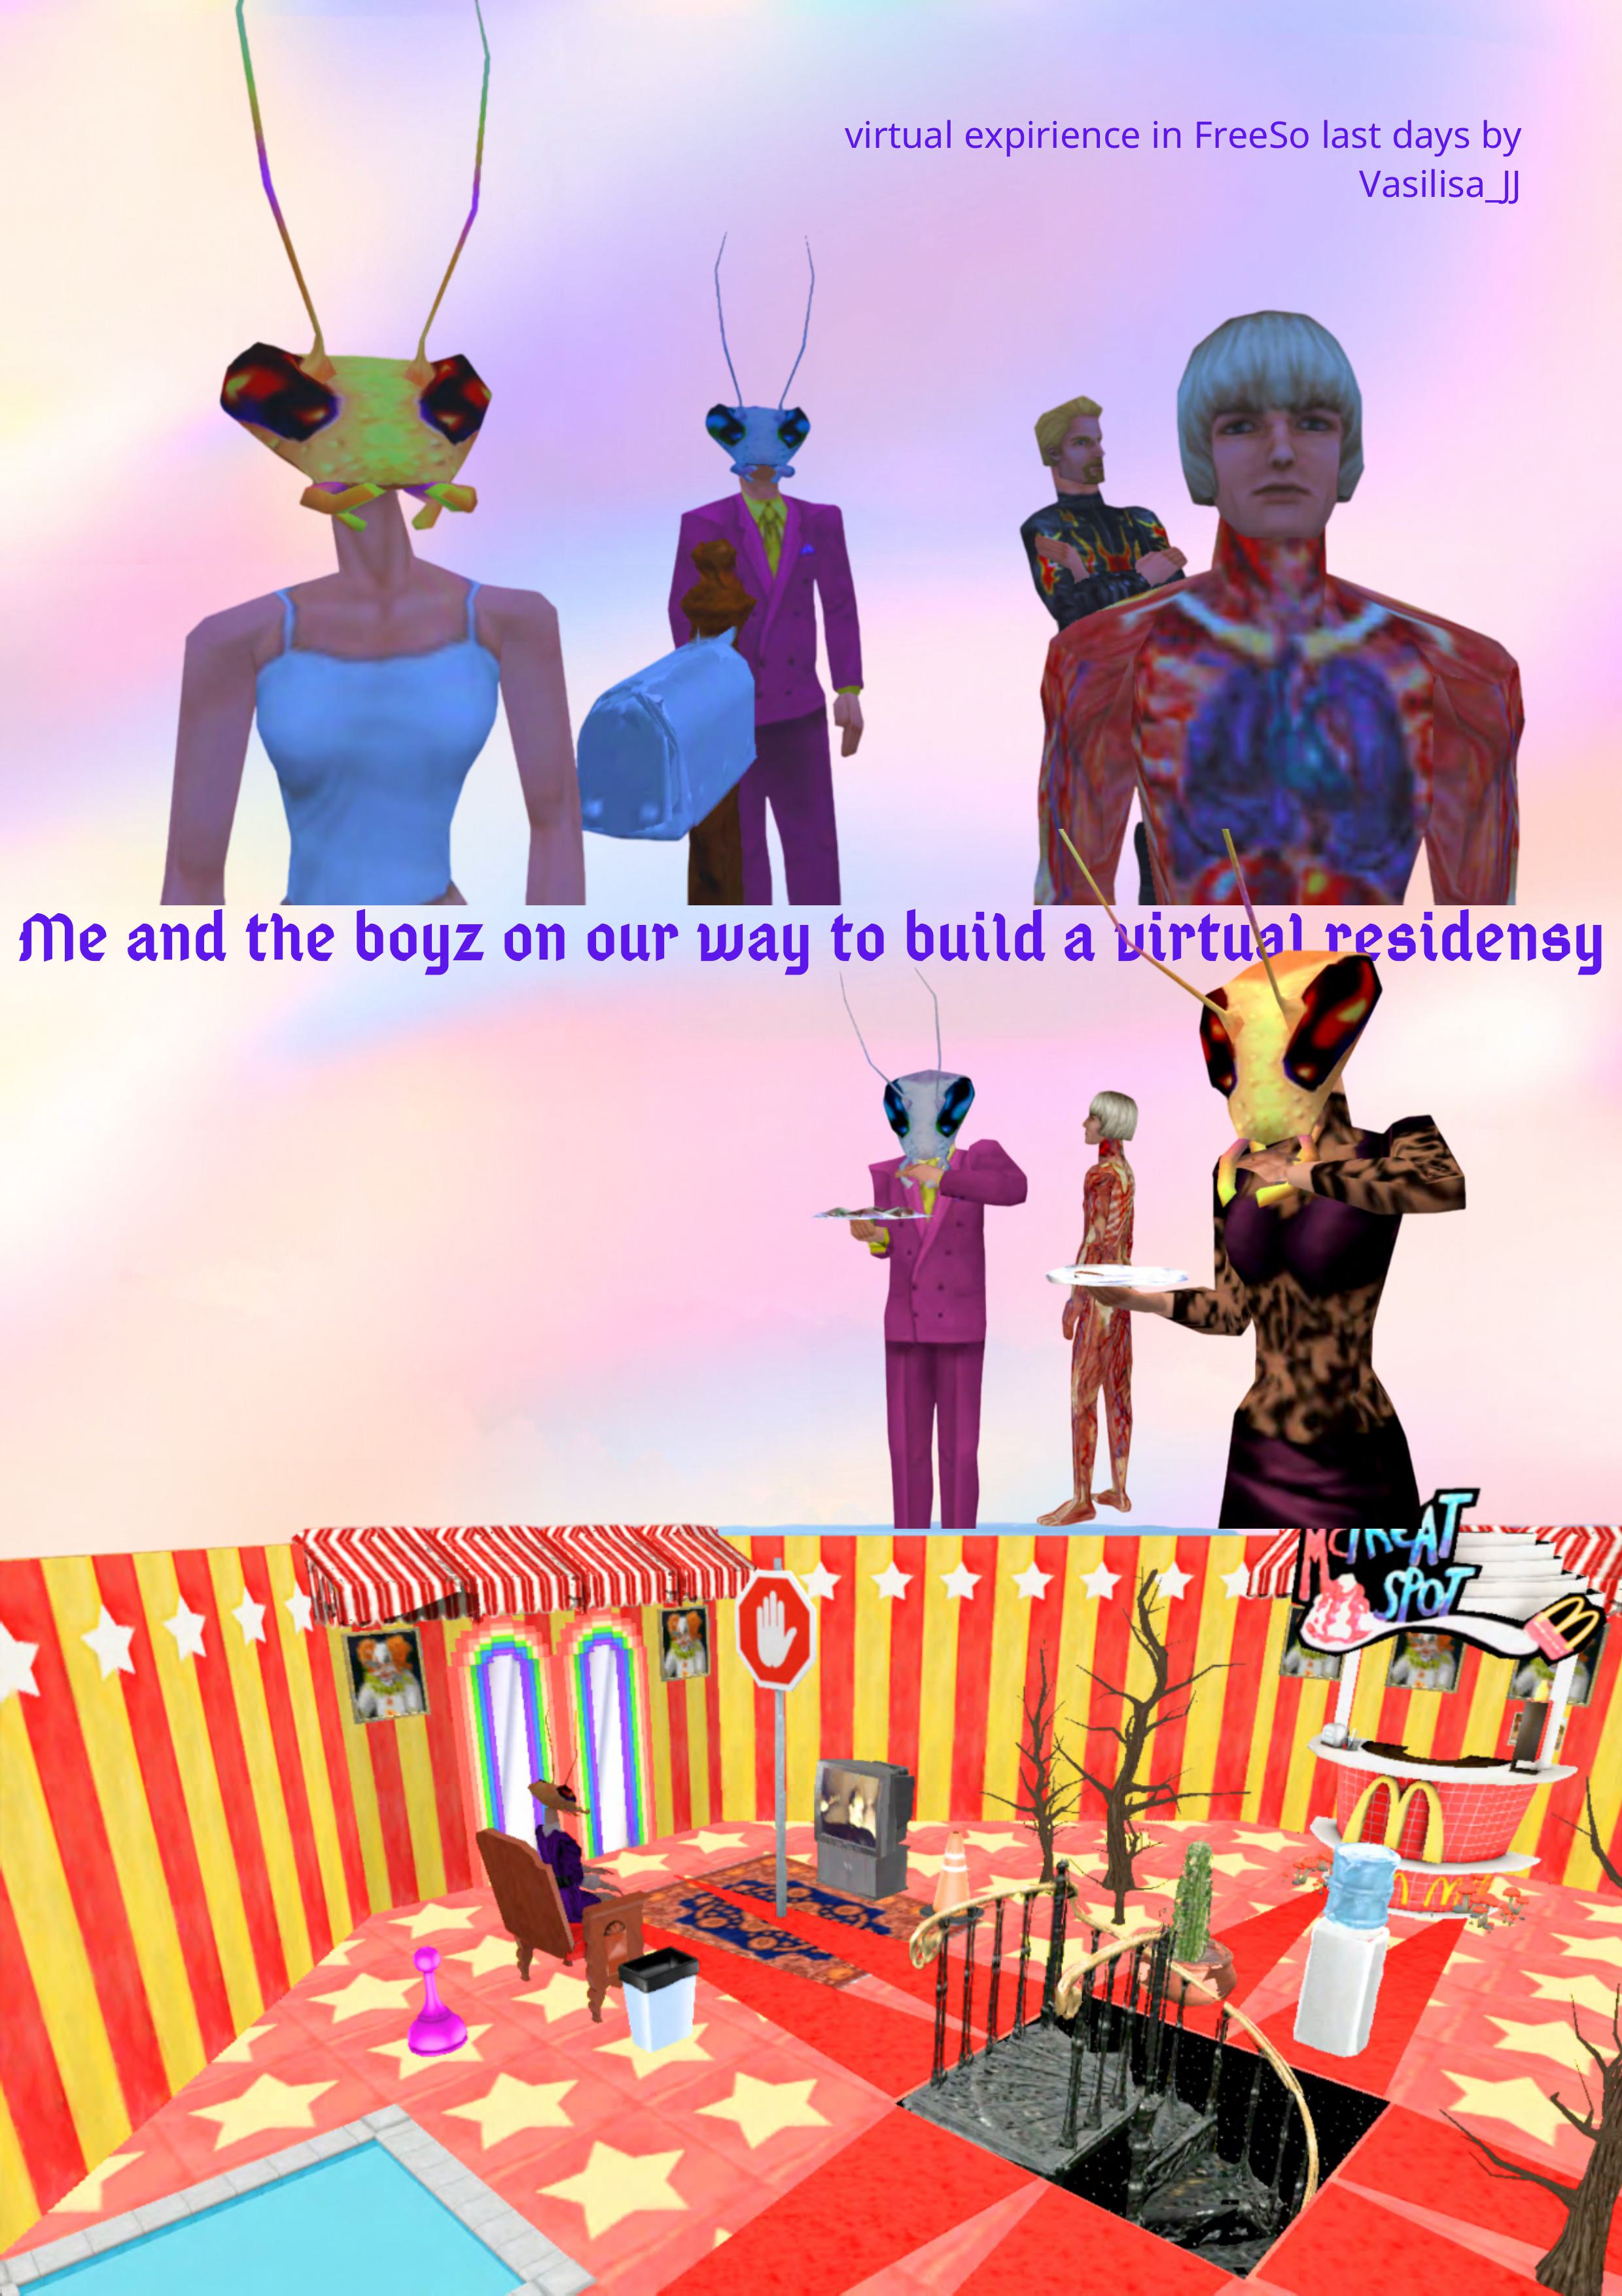 virtual expirience in FreeSo last days by
Vasilisa_JJ
Me and the boyz on our way to build a virtual residensy
McTREAT
SPOT